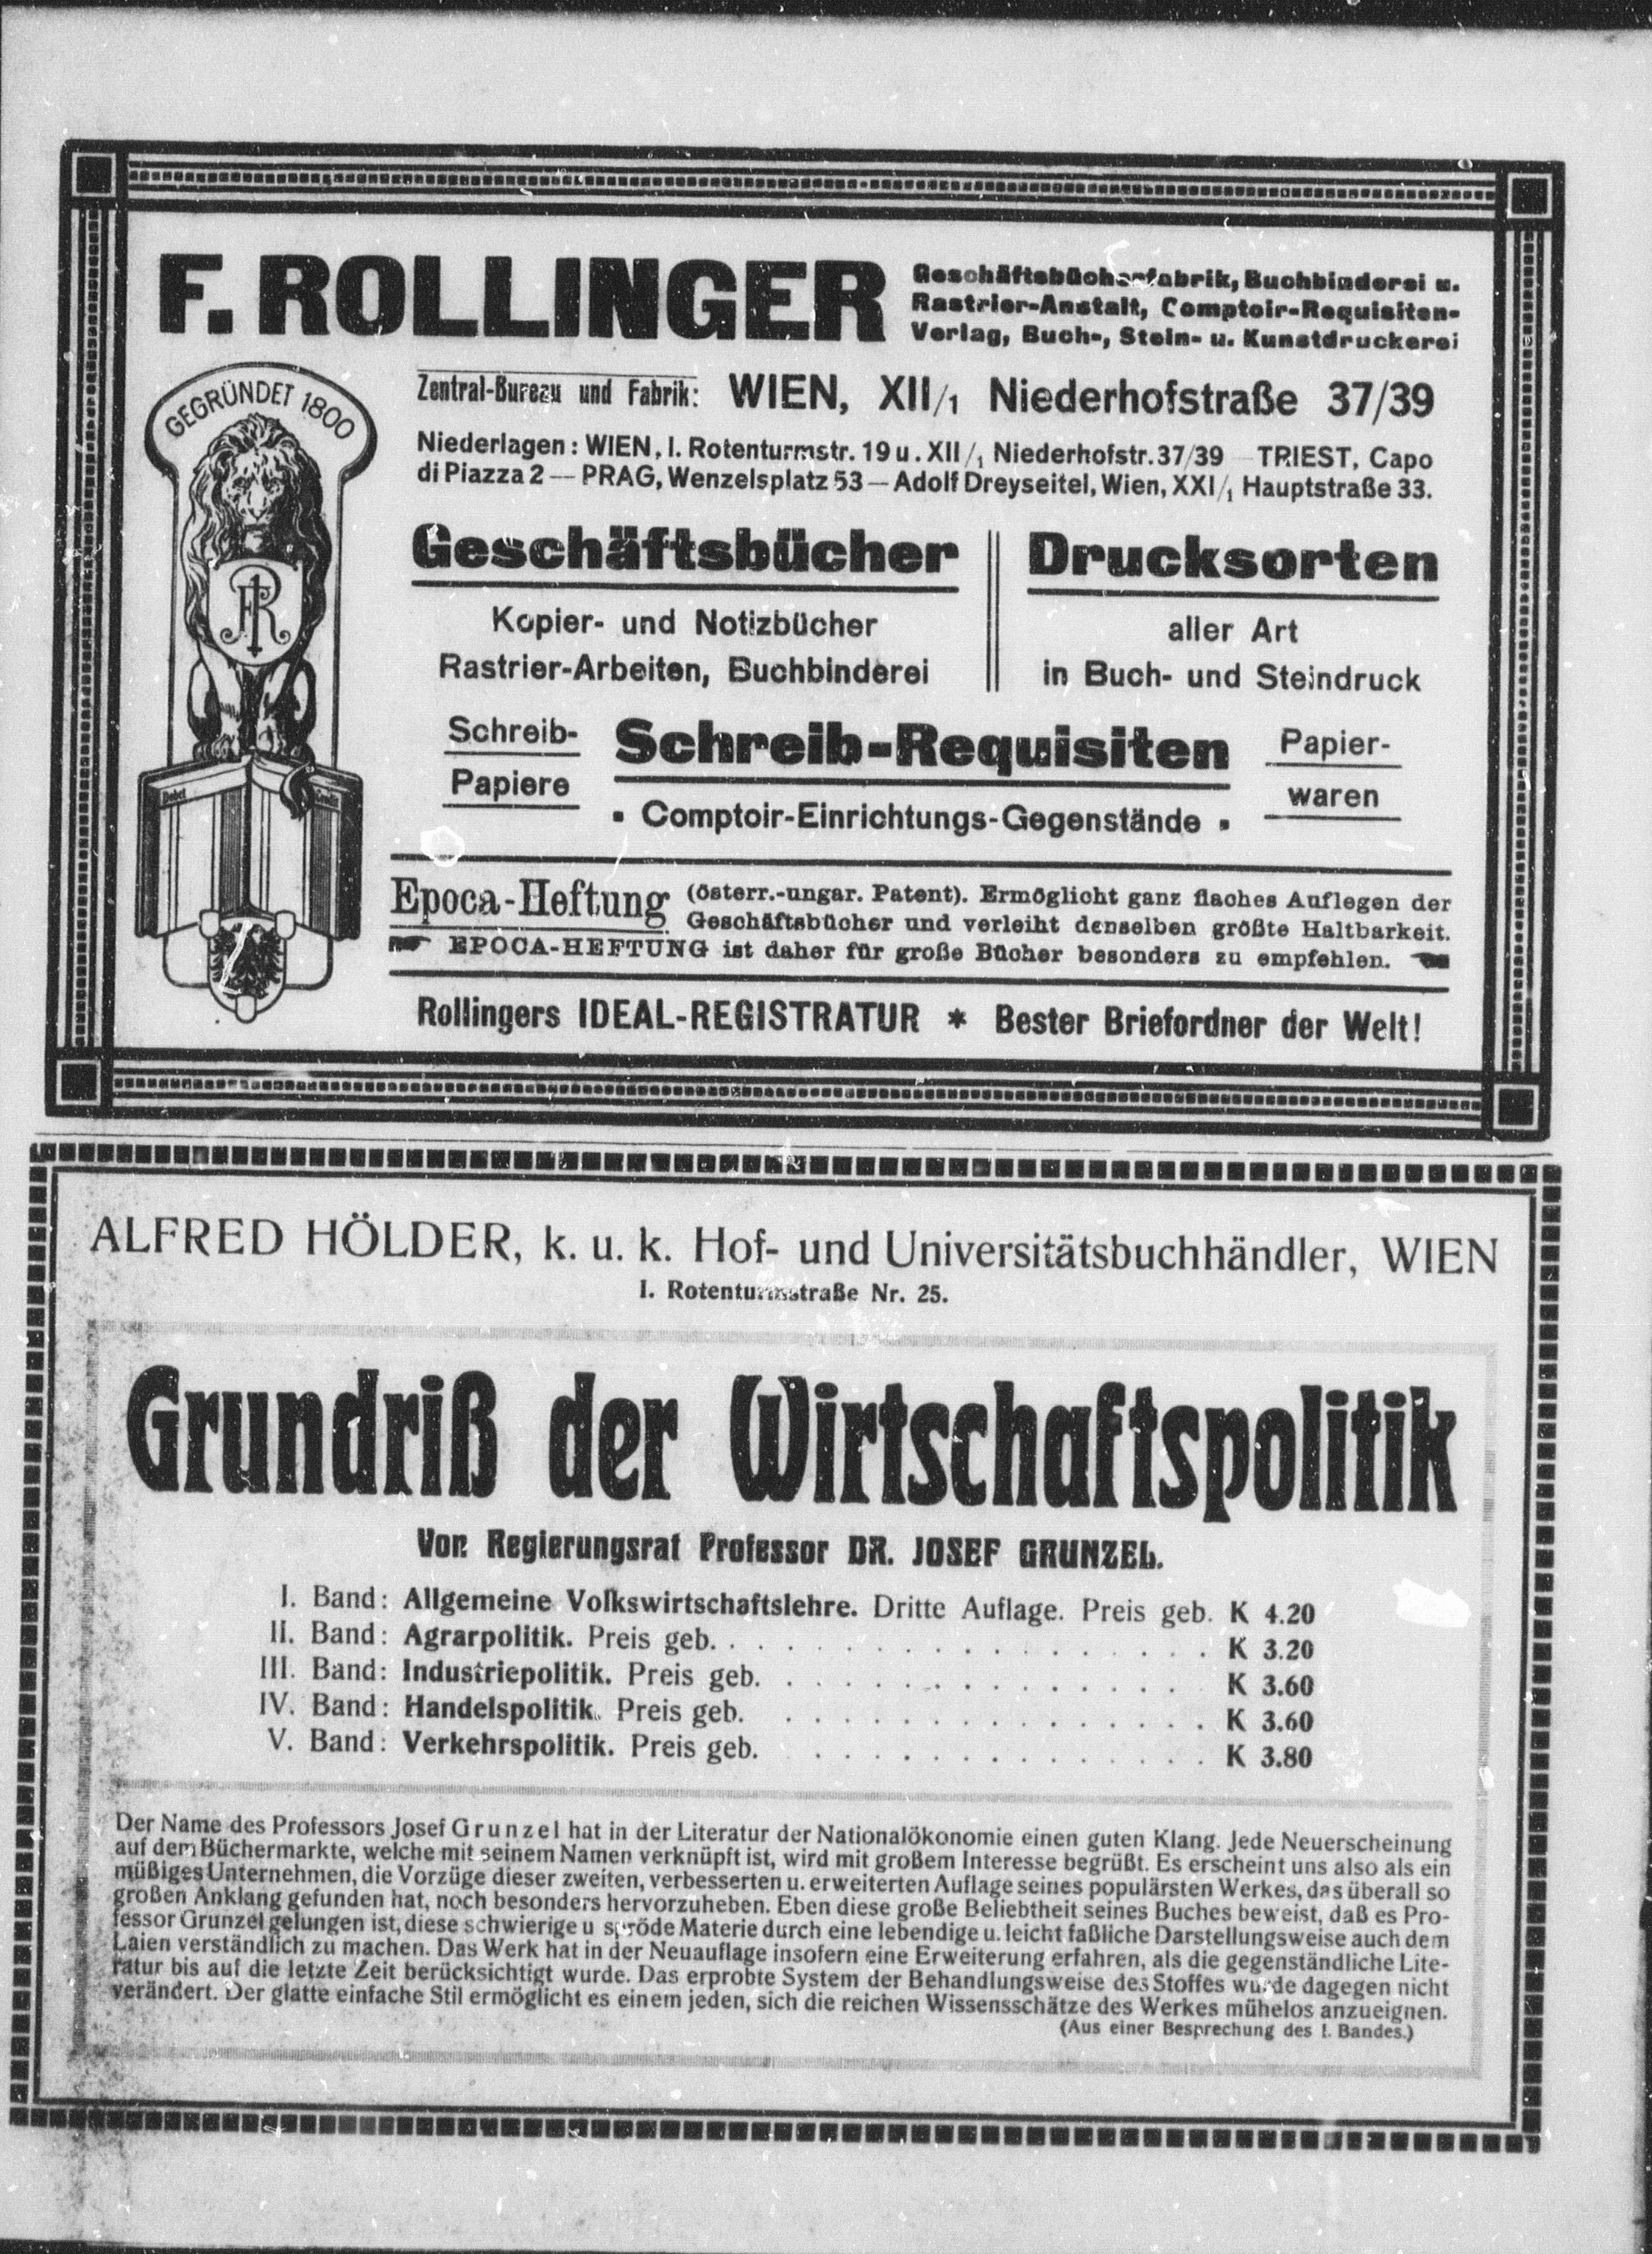 F. ROLLINGER
Geschäftsbücherfabrik, Buchbinderei u.
Rastrier-Anstalt, Comptoir-Requisiten-
Verlag, Buch-, Stein- u. Kunstdruckerei
GEGRÜNDET 1800
Zentral-Bureau und Fabrik: WIEN, XII/1 Niederhofstraße 37/39
Niederlagen: WIEN, I. Rotenturmstr. 19 u. XII/1 Niederhofstr. 37/39 — TRIEST, Capo
di Piazza 2 — PRAG, Wenzelsplatz 53 — Adolf Dreyseitel, Wien, XXI/1 Hauptstraße 33.
Geschäftsbücher
Kopier- und Notizbücher
Rastrier-Arbeiten, Buchbinderei
Drucksorten
aller Art
in Buch- und Steindruck
Schreib-
Papiere
Schreib-Requisiten
▪ Comptoir-Einrichtungs-Gegenstände ▪
Papier-
waren
Debet
Credit
Epoca-Heftung (österr.-ungar. Patent). Ermöglicht ganz flaches Auflegen der
Geschäftsbücher und verleiht denselben größte Haltbarkeit.
EPOCA-HEFTUNG ist daher für große Bücher besonders zu empfehlen.
Rollingers IDEAL-REGISTRATUR * Bester Briefordner der Welt!
ALFRED HÖLDER, k. u. k. Hof- und Universitätsbuchhändler, WIEN
I. Rotenturmstraße Nr. 25.
Grundriß der Wirtschaftspolitik
Von Regierungsrat Professor DR. JOSEF GRUNZEL.
I. Band: Allgemeine Volkswirtschaftslehre. Dritte Auflage. Preis geb. K 4.20
II. Band: Agrarpolitik. Preis geb. . . . . . . . . . . . . . . . . K 3.20
III. Band: Industriepolitik. Preis geb. . . . . . . . . . . . . . . . K 3.60
IV. Band: Handelspolitik. Preis geb. . . . . . . . . . . . . . . . K 3.60
V. Band: Verkehrspolitik. Preis geb. . . . . . . . . . . . . . . K 3.80
Der Name des Professors Josef Grunzel hat in der Literatur der Nationalökonomie einen guten Klang. Jede Neuerscheinung
auf dem Büchermarkte, welche mit seinem Namen verknüpft ist, wird mit großem Interesse begrüßt. Es erscheint uns also als ein
müßiges Unternehmen, die Vorzüge dieser zweiten, verbesserten u. erweiterten Auflage seines populärsten Werkes, das überall so
großen Anklang gefunden hat, noch besonders hervorzuheben. Eben diese große Beliebtheit seines Buches beweist, daß es Pro-
fessor Grunzel gelungen ist, diese schwierige u spröde Materie durch eine lebendige u. leicht faßliche Darstellungsweise auch dem
Laien verständlich zu machen. Das Werk hat in der Neuauflage insofern eine Erweiterung erfahren, als die gegenständliche Lite-
ratur bis auf die letzte Zeit berücksichtigt wurde. Das erprobte System der Behandlungsweise des Stoffes wurde dagegen nicht
verändert. Der glatte einfache Stil ermöglicht es einem jeden, sich die reichen Wissensschätze des Werkes mühelos anzueignen.
(Aus einer Besprechung des I. Bandes.)